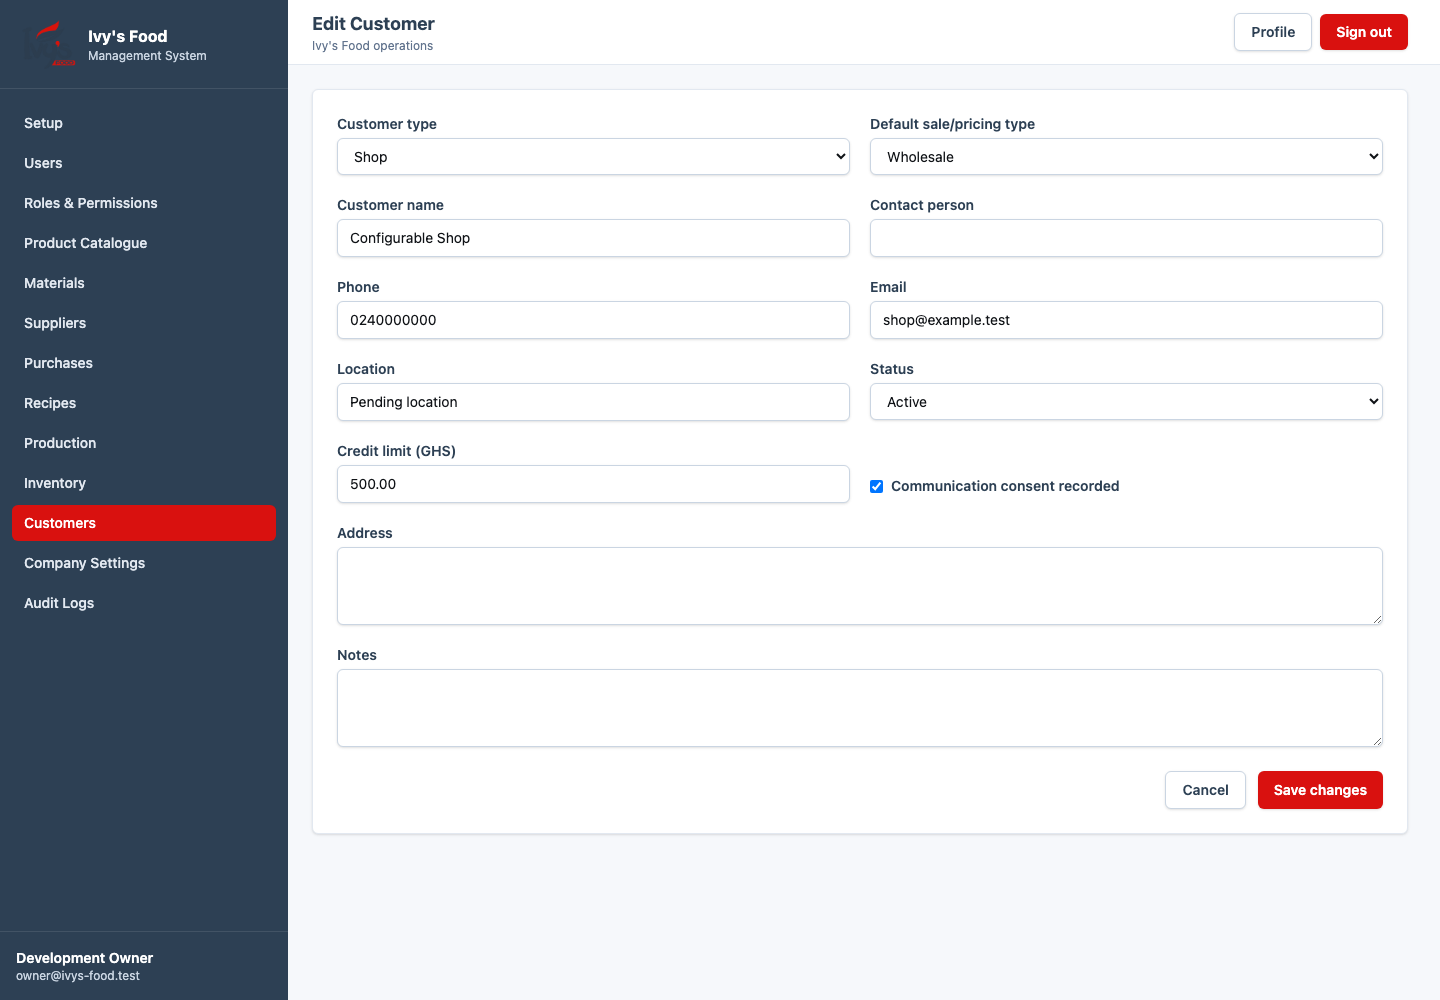 Ivy's Food
Management System
Setup
Users
Roles & Permissions
Product Catalogue
Materials
Suppliers
Purchases
Recipes
Production
Inventory
Customers
Company Settings
Audit Logs
Development Owner
owner@ivys-food.test
Edit Customer
Ivy's Food operations
Profile
Sign out
Customer type
Shop
Default sale/pricing type
Wholesale
Customer name
Configurable Shop
Contact person
Phone
0240000000
Email
shop@example.test
Location
Pending location
Status
Active
Credit limit (GHS)
500.00
Communication consent recorded
Address
Notes
Cancel
Save changes